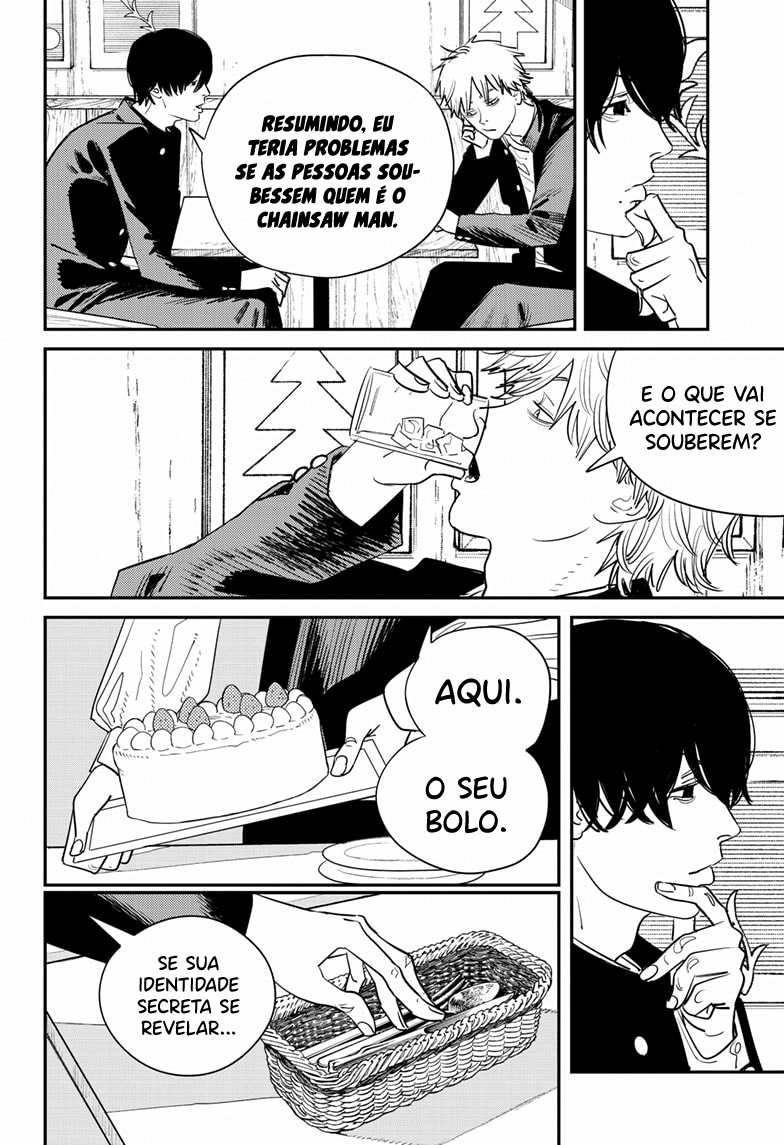 RESUMINDO, EU
TERIA PROBLEMAS
SE AS PESSOAS SOU-
BESSEM QUEM É O
CHAINSAW MAN.
E O QUE VAI
ACONTECER SE
SOUBEREM?
AQUI.
O SEU
BOLO.
SE SUA
IDENTIDADE
SECRETA SE
REVELAR...